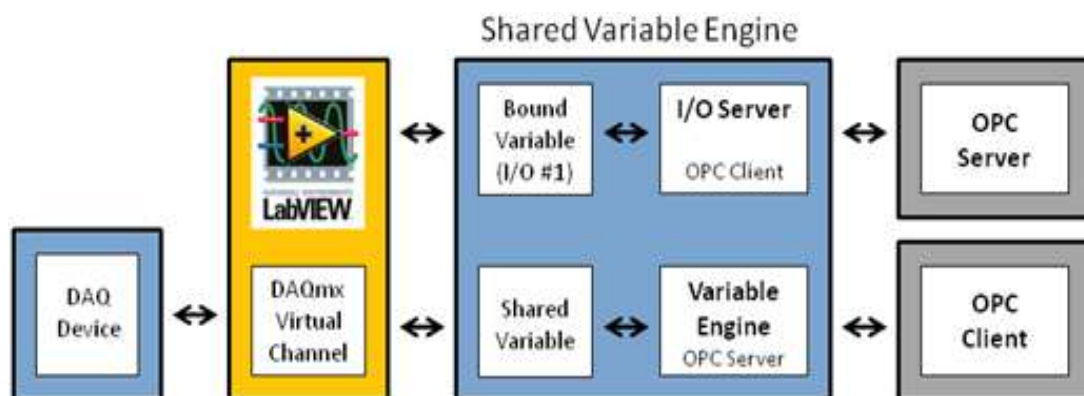 Shared Variable Engine
LabVIEW
Bound
Variable
(I/O #1)
I/O Server
OPC Client
OPC
Server
DAQ
Device
DAQmx
Virtual
Channel
Shared
Variable
Variable
Engine
OPC Server
OPC
Client